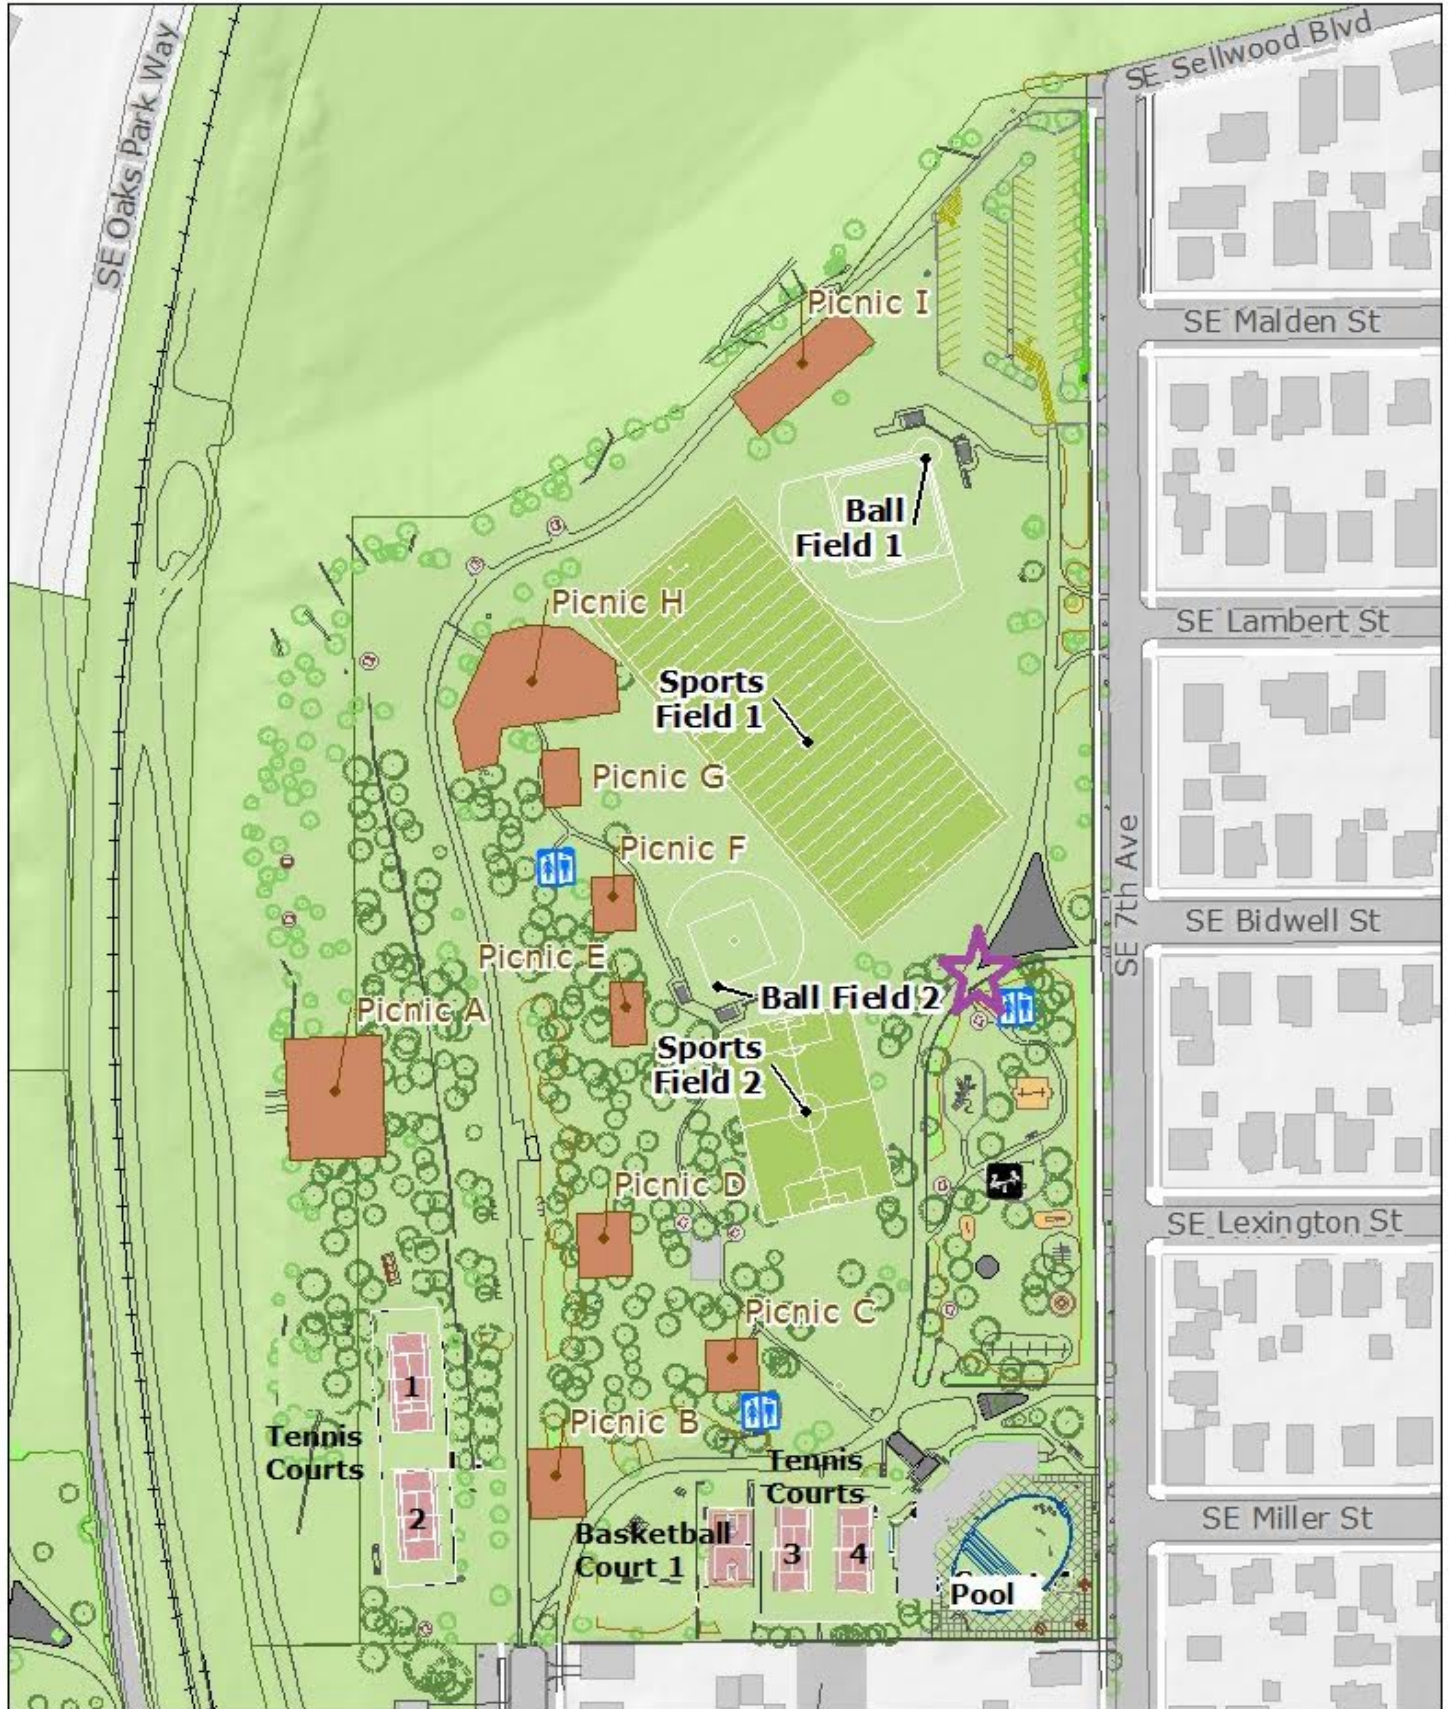 SE Oaks Park Way
SE Sellwood Blvd
Picnic I
SE Malden St
Ball
Field 1
Picnic H
SE Lambert St
Sports
Field 1
Picnic G
Picnic F
SE 7th Ave
SE Bidwell St
Picnic E
Ball Field 2
Picnic A
Sports
Field 2
Picnic D
SE Lexington St
Picnic C
1
Picnic B
Tennis
Courts
Tennis
Courts
2
SE Miller St
Basketball
Court 1
3
4
Pool